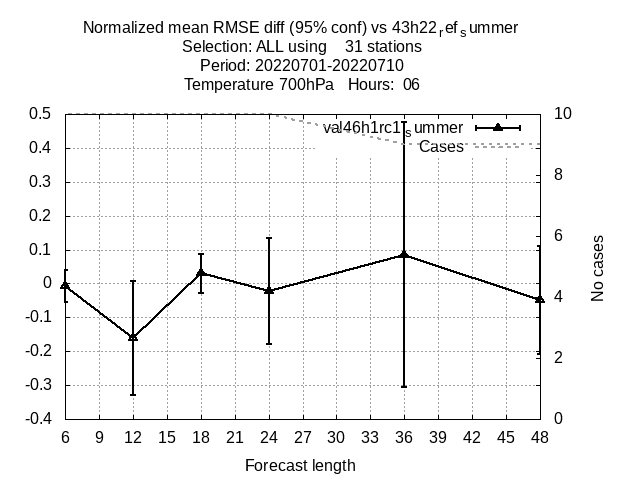 Normalized mean RMSE diff (95% conf) vs 43h22ref summer
Selection: ALL using 31 stations
Period: 20220701-20220710
Temperature 700hPa Hours: 06
val46h1rc1summer
Cases
0.5
0.4
0.3
0.2
0.1
0
-0.1
-0.2
-0.3
-0.4
10
8
6
4
2
0
No cases
6 9 12 15 18 21 24 27 30 33 36 39 42 45 48
Forecast length